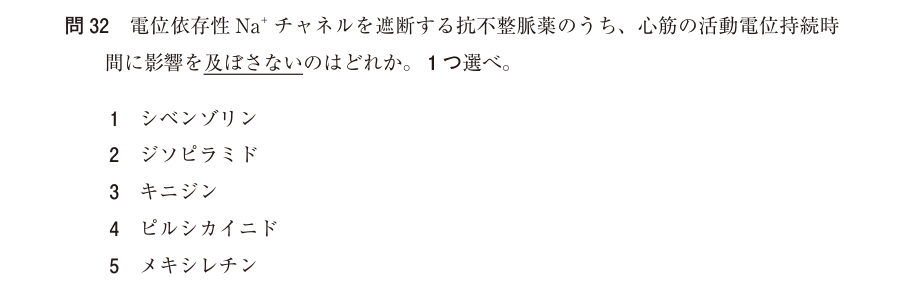 問 32　電位依存性 Na⁺ チャネルを遮断する抗不整脈薬のうち、心筋の活動電位持続時
間に影響を及ぼさないのはどれか。1つ選べ。
1　シベンゾリン
2　ジソピラミド
3　キニジン
4　ピルシカイニド
5　メキシレチン